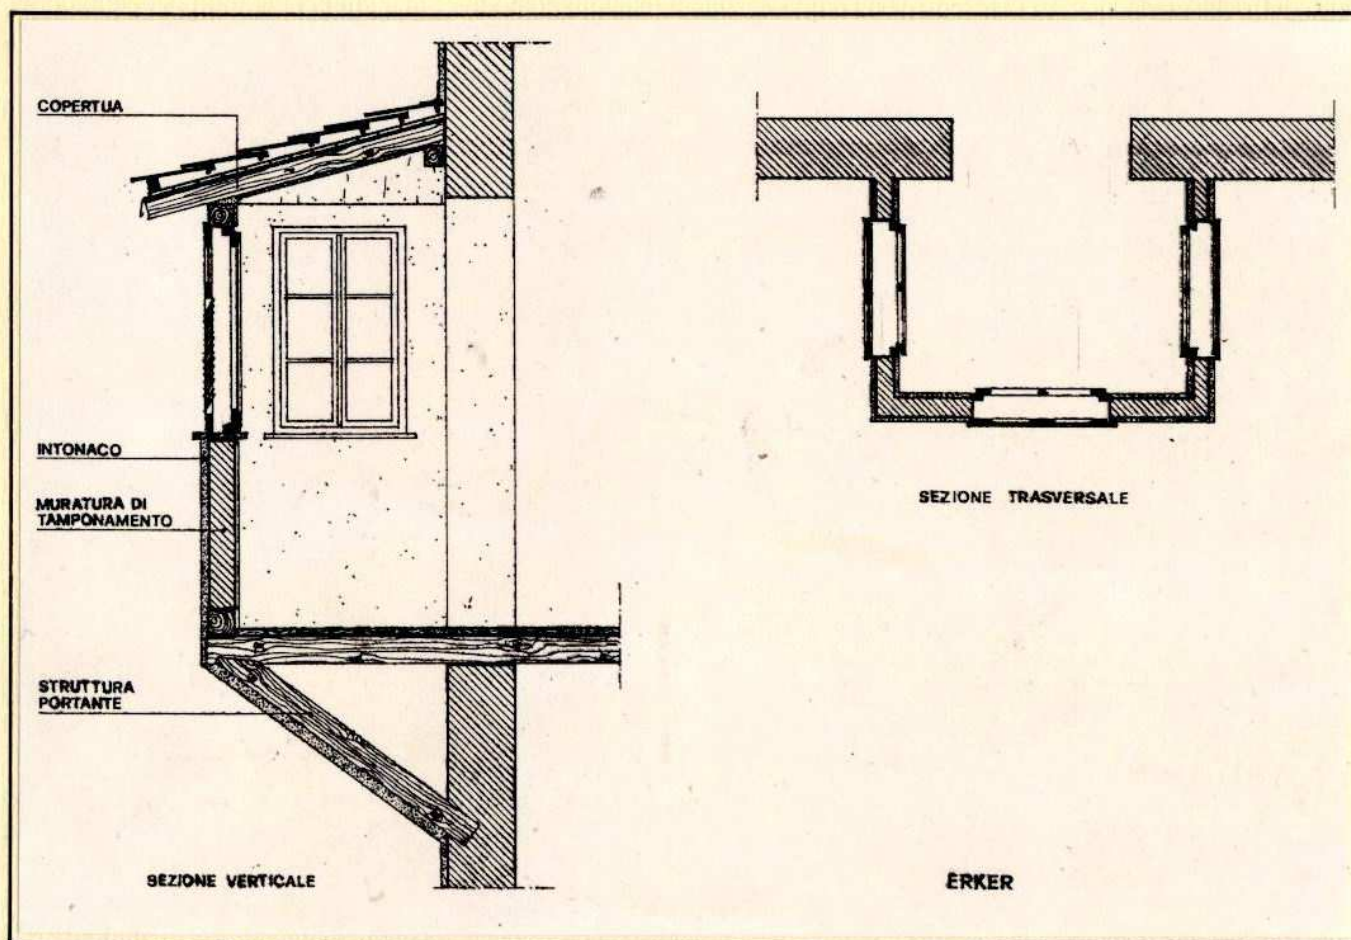 COPERTUA
INTONACO
MURATURA DI
TAMPONAMENTO
STRUTTURA
PORTANTE
SEZIONE VERTICALE
SEZIONE TRASVERSALE
ERKER